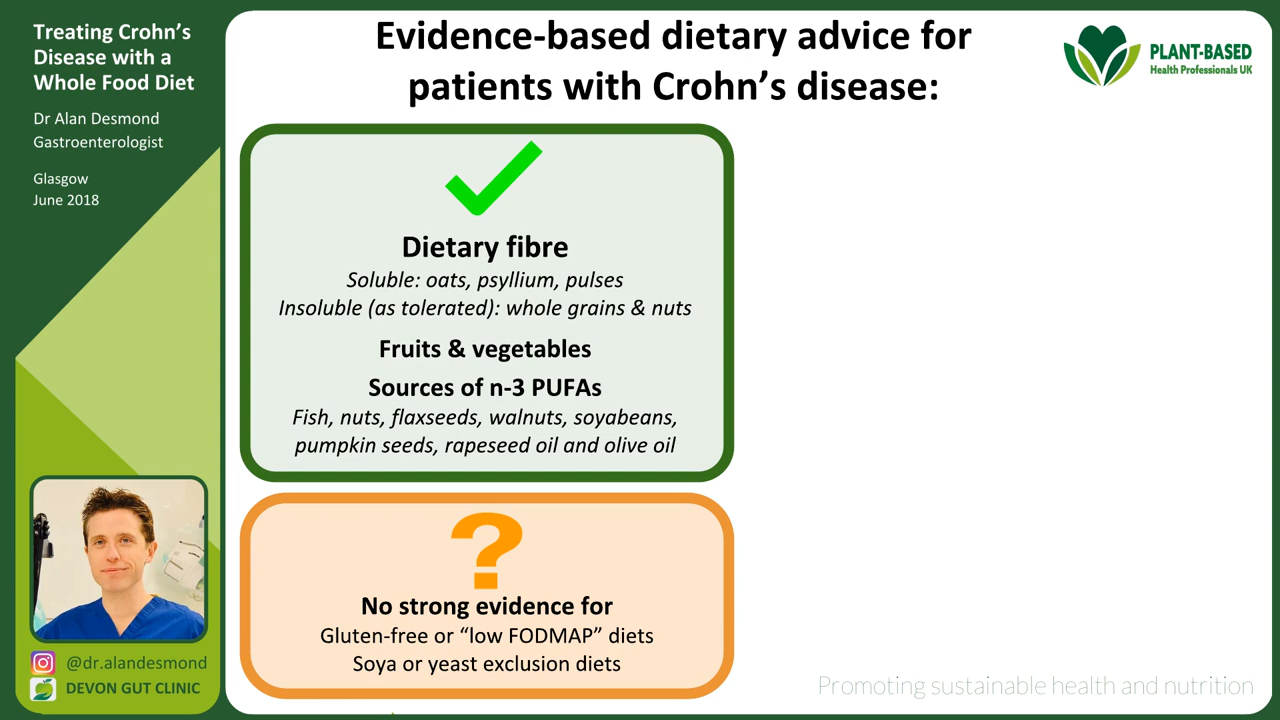 Treating Crohn’s
Disease with a
Whole Food Diet
Dr Alan Desmond
Gastroenterologist
Glasgow
June 2018
@dr.alandesmond
DEVON GUT CLINIC
Evidence-based dietary advice for
patients with Crohn’s disease:
PLANT-BASED
Health Professionals UK
Dietary fibre
Soluble: oats, psyllium, pulses
Insoluble (as tolerated): whole grains & nuts
Fruits & vegetables
Sources of n-3 PUFAs
Fish, nuts, flaxseeds, walnuts, soyabeans,
pumpkin seeds, rapeseed oil and olive oil
?
No strong evidence for
Gluten-free or “low FODMAP” diets
Soya or yeast exclusion diets
Promoting sustainable health and nutrition